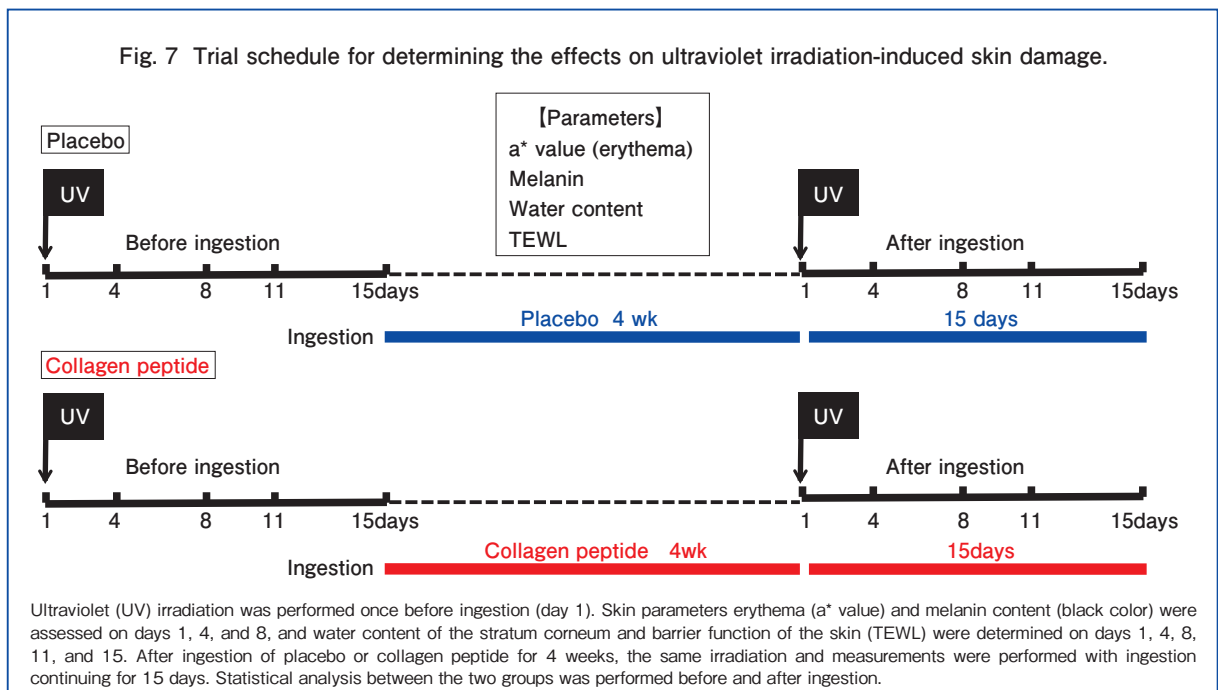 Fig. 7 Trial schedule for determining the effects on ultraviolet irradiation-induced skin damage.
【Parameters】
a* value (erythema)
Melanin
Water content
TEWL
Placebo
UV
UV
Before ingestion
After ingestion
1 4 8 11 15days
1 4 8 11 15days
Ingestion
Placebo 4 wk
15 days
Collagen peptide
UV
UV
Before ingestion
After ingestion
1 4 8 11 15days
1 4 8 11 15days
Ingestion
Collagen peptide 4wk
15days
Ultraviolet (UV) irradiation was performed once before ingestion (day 1). Skin parameters erythema (a* value) and melanin content (black color) were
assessed on days 1, 4, and 8, and water content of the stratum corneum and barrier function of the skin (TEWL) were determined on days 1, 4, 8,
11, and 15. After ingestion of placebo or collagen peptide for 4 weeks, the same irradiation and measurements were performed with ingestion
continuing for 15 days. Statistical analysis between the two groups was performed before and after ingestion.